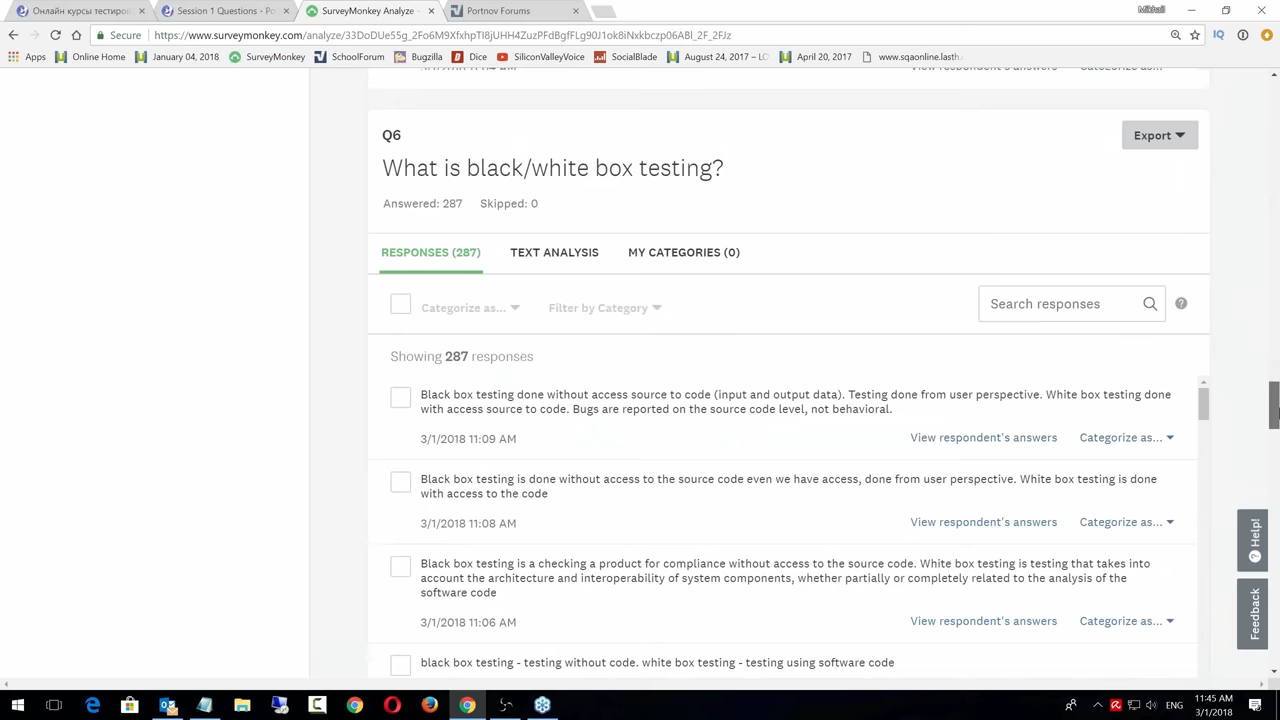 Онлайн курсы тестиров
Session 1 Questions - Po
SurveyMonkey Analyze -
Portnov Forums
Mikhail
Secure
https://www.surveymonkey.com/analyze/33DoDUe55g_2Fo6M9XfxhpTI8jUHH4ZuzPFdBgfFLg90J1ok8iNxkbczp06ABl_2F_2FJz
Apps
Online Home
January 04, 2018
SurveyMonkey
SchoolForum
Bugzilla
Dice
SiliconValleyVoice
SocialBlade
August 24, 2017 – LO
April 20, 2017
www.sqaonline.lasth
View respondent's answers
Categorize as...
Q6
Export
What is black/white box testing?
Answered: 287 Skipped: 0
RESPONSES (287)
TEXT ANALYSIS
MY CATEGORIES (0)
Categorize as...
Filter by Category
Search responses
Showing 287 responses
Black box testing done without access source to code (input and output data). Testing done from user perspective. White box testing done
with access source to code. Bugs are reported on the source code level, not behavioral.
3/1/2018 11:09 AM
View respondent's answers
Categorize as...
Black box testing is done without access to the source code even we have access, done from user perspective. White box testing is done
with access to the code
3/1/2018 11:08 AM
View respondent's answers
Categorize as...
Black box testing is a checking a product for compliance without access to the source code. White box testing is testing that takes into
account the architecture and interoperability of system components, whether partially or completely related to the analysis of the
software code
3/1/2018 11:06 AM
View respondent's answers
Categorize as...
black box testing - testing without code. white box testing - testing using software code
Help!
Feedback
ENG
11:45 AM
3/1/2018